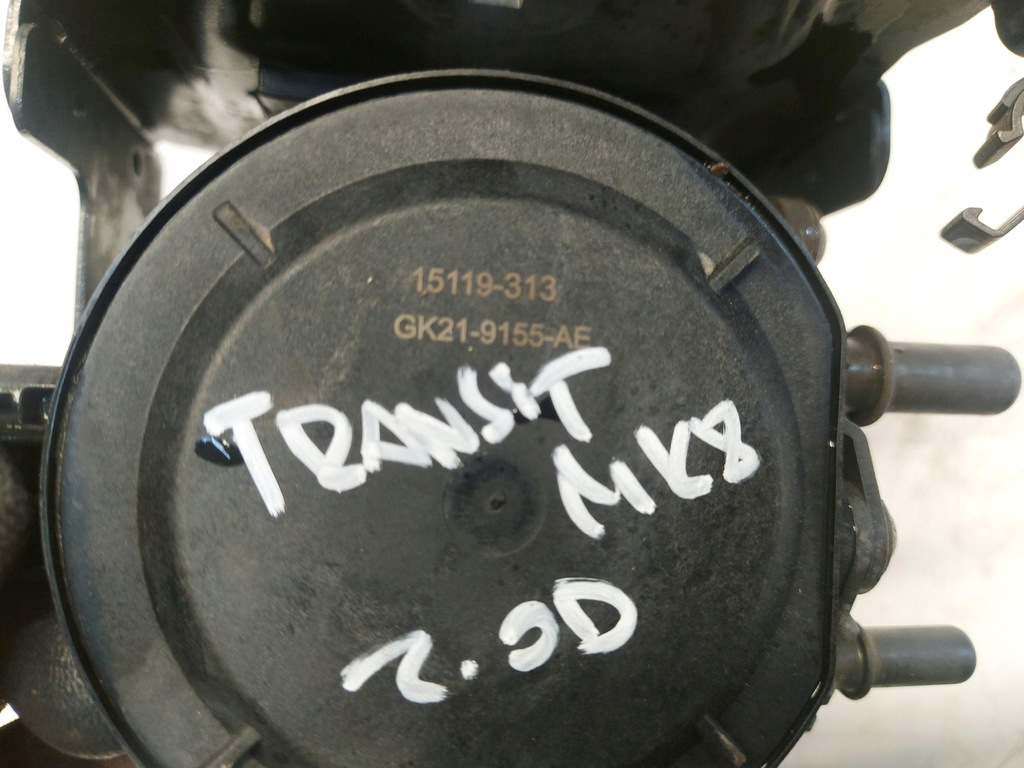 15119-313
GK21-9155-AE
TRANSIT
MK8
2.0D